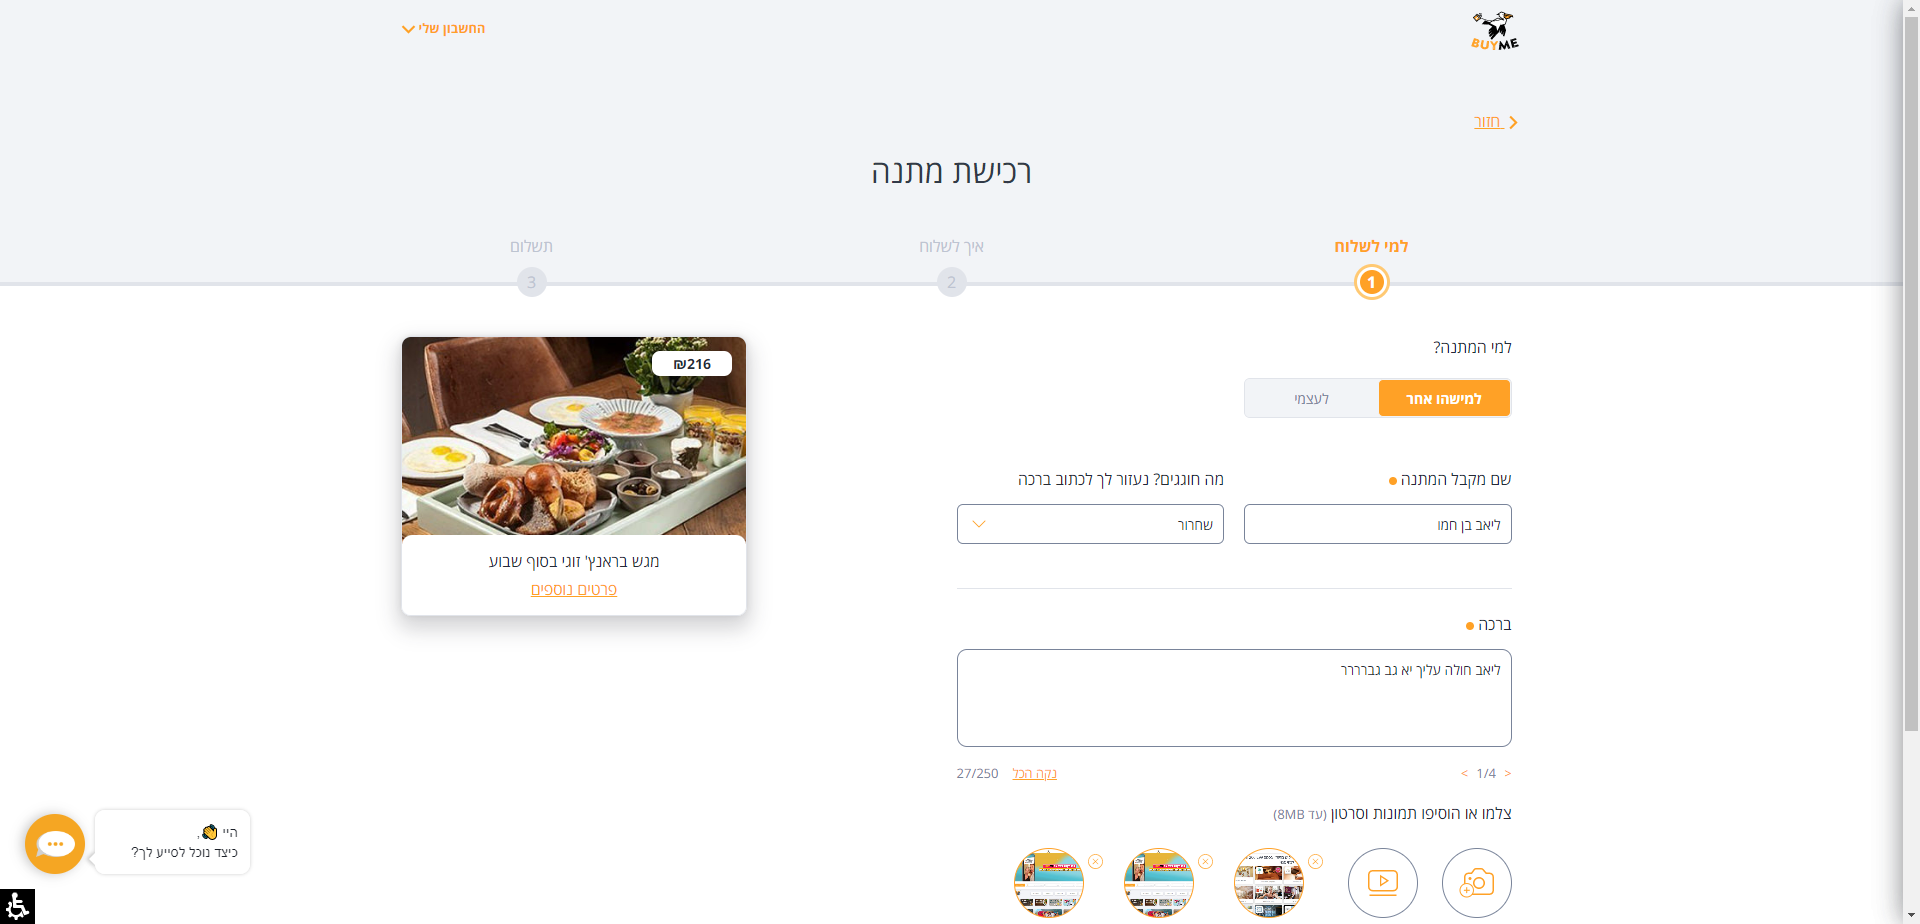 BUYME
החשבון שלי
חזור
רכישת מתנה
למי לשלוח
איך לשלוח
תשלום
1
2
3
למי המתנה?
למישהו אחר
לעצמי
שם מקבל המתנה
מה חוגגים? נעזור לך לכתוב ברכה
ליאב בן חמו
שחרור
ברכה
ליאב חולה עליך יא גב גברררר
< 1/4 >
נקה הכל
27/250
צלמו או הוסיפו תמונות וסרטון (עד 8MB)
₪216
מגש בראנץ' זוגי בסוף שבוע
פרטים נוספים
היי 👏,
כיצד נוכל לסייע לך?